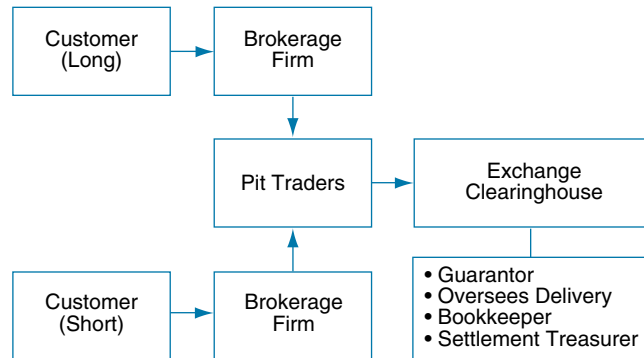 Customer
(Long)
Brokerage
Firm
Pit Traders
Exchange
Clearinghouse
Customer
(Short)
Brokerage
Firm
• Guarantor
• Oversees Delivery
• Bookkeeper
• Settlement Treasurer